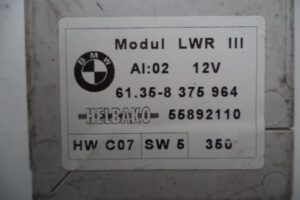 BMW
Modul LWR III
AI:02 12V
61.35-8 375 964
HELBAKO 55892110
HW C07 SW 5 350